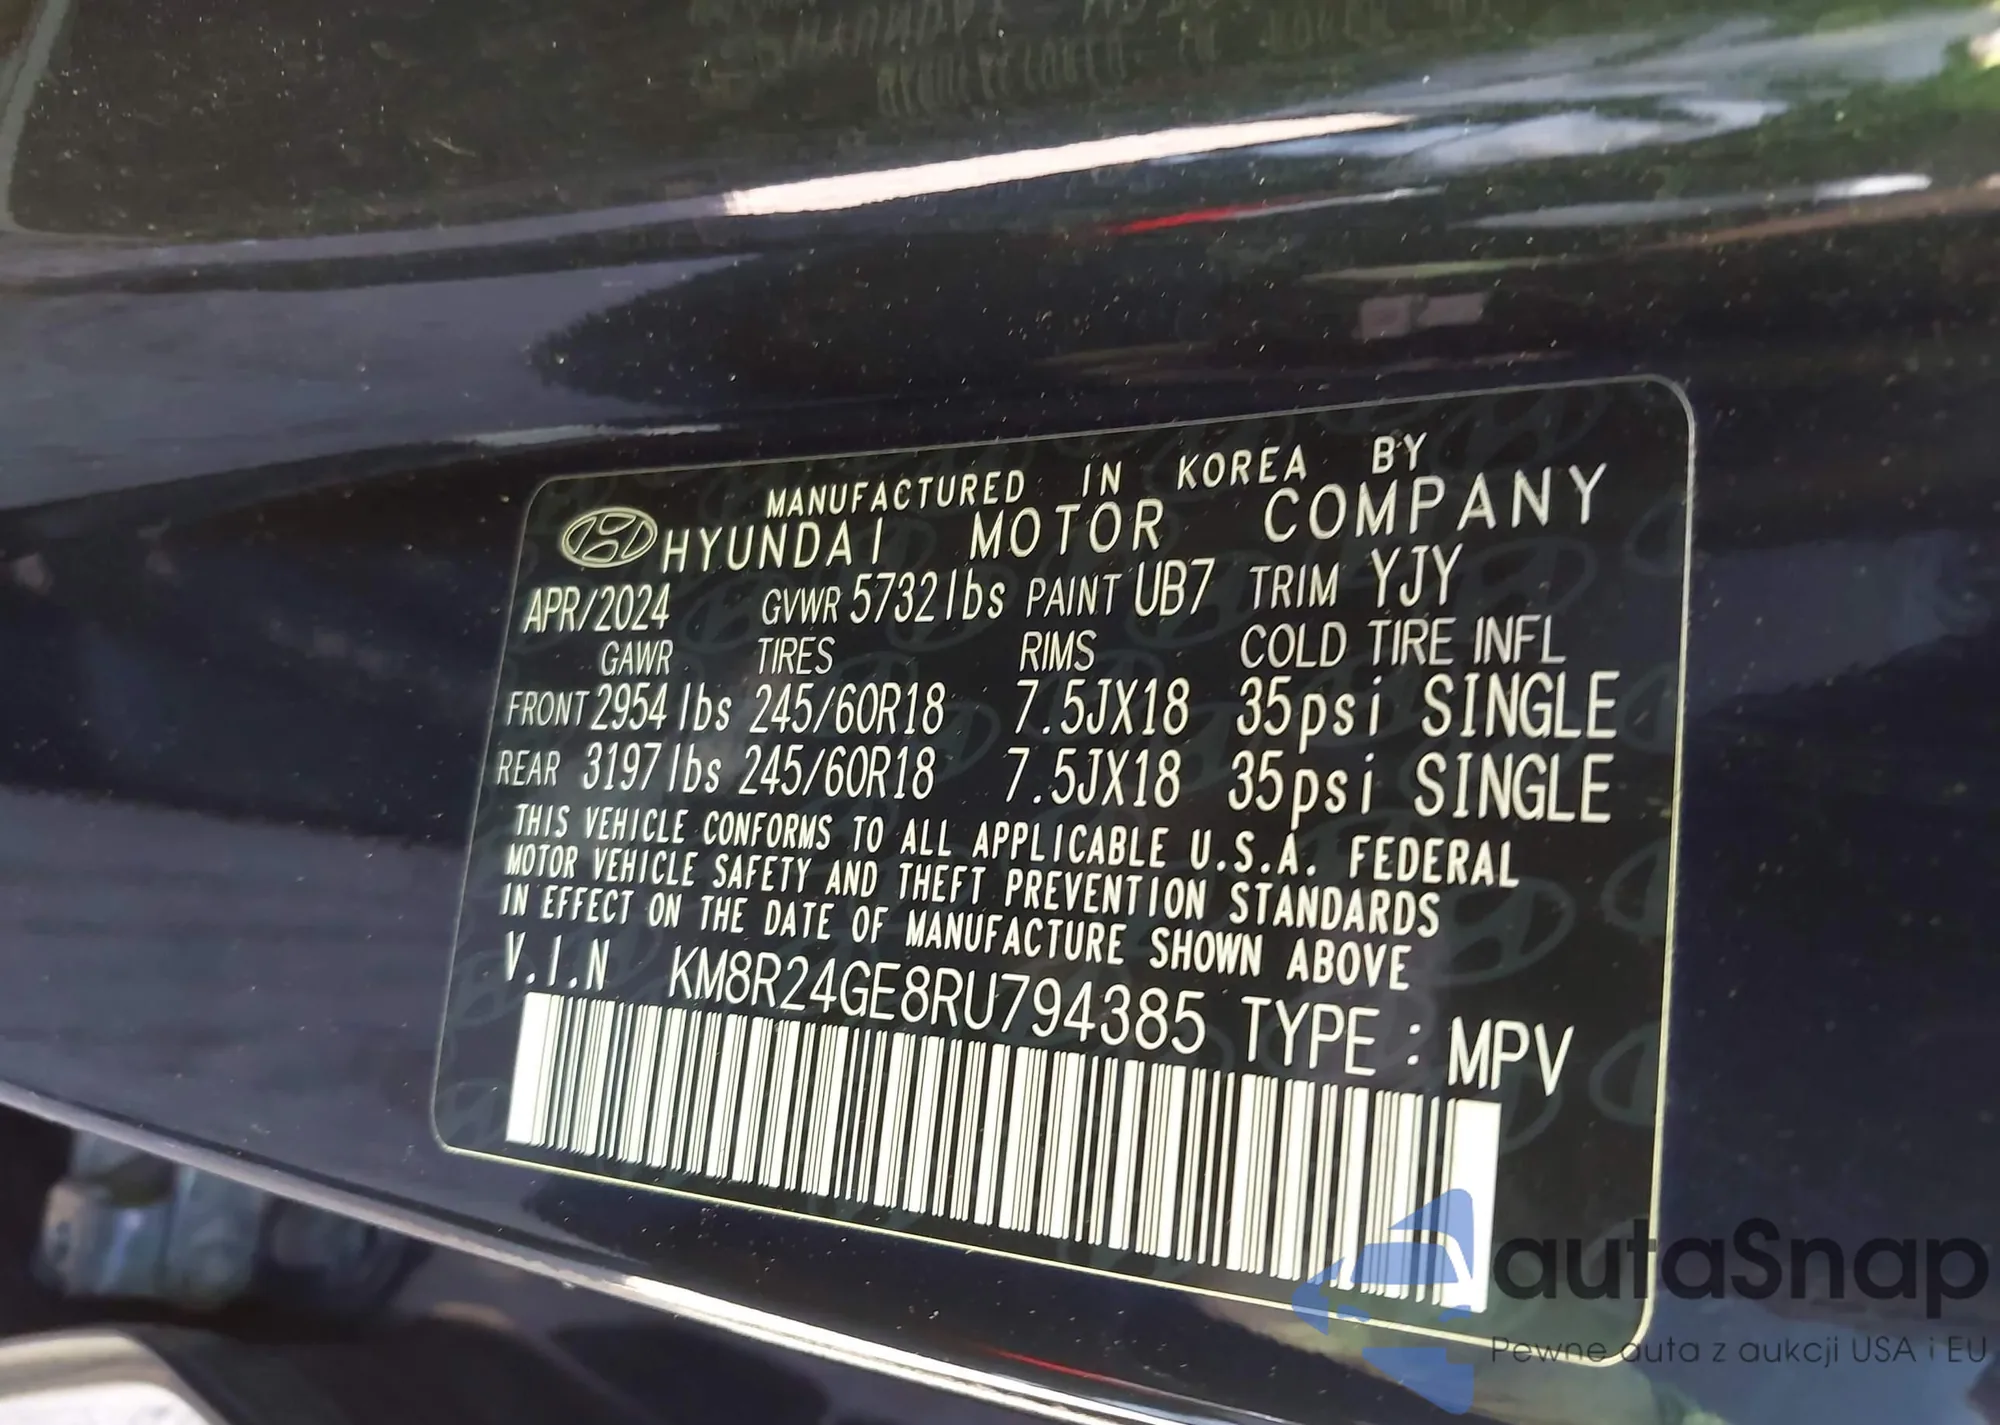 MANUFACTURED IN KOREA BY
HYUNDAI MOTOR COMPANY
APR/2024 GVWR 5732lbs PAINT UB7 TRIM YJY
GAWR TIRES RIMS COLD TIRE INFL
FRONT 2954lbs 245/60R18 7.5JX18 35psi SINGLE
REAR 3197lbs 245/60R18 7.5JX18 35psi SINGLE
THIS VEHICLE CONFORMS TO ALL APPLICABLE U.S.A. FEDERAL
MOTOR VEHICLE SAFETY AND THEFT PREVENTION STANDARDS
IN EFFECT ON THE DATE OF MANUFACTURE SHOWN ABOVE
V.I.N KM8R24GE8RU794385 TYPE : MPV
autaSnap
Pewne auta z aukcji USA i EU